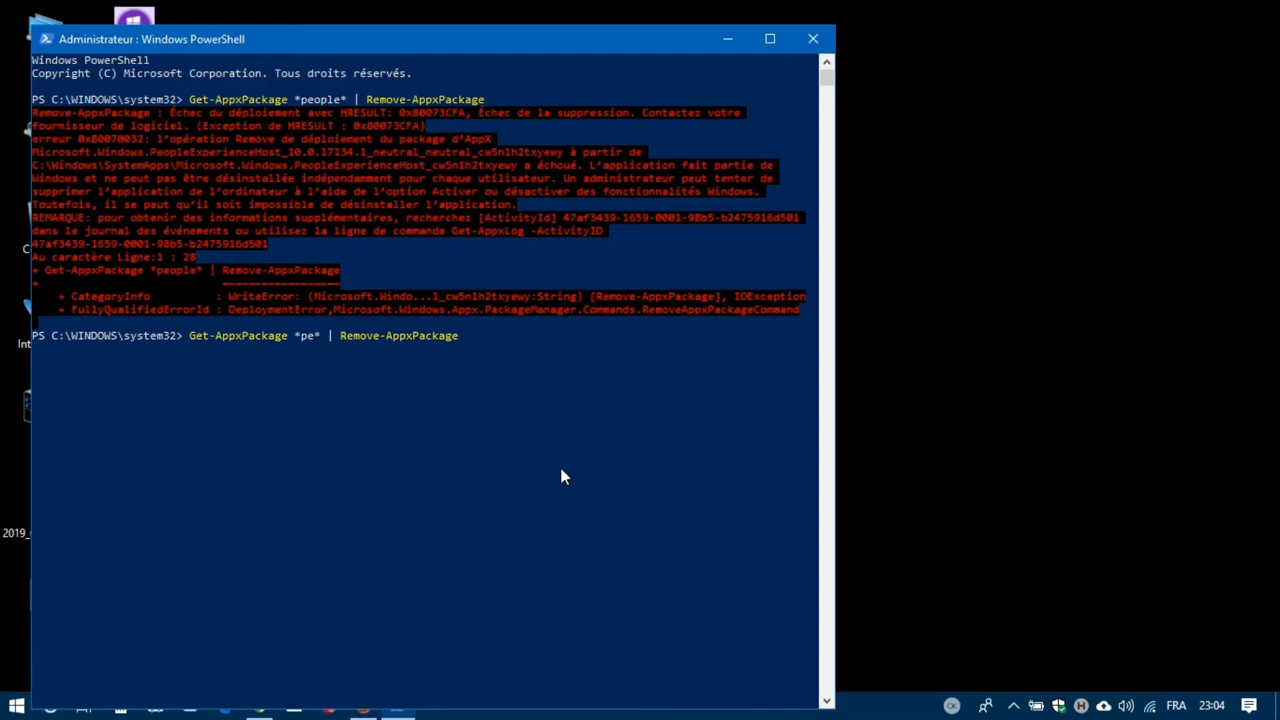 Administrateur : Windows PowerShell
Windows PowerShell
Copyright (C) Microsoft Corporation. Tous droits réservés.
PS C:\WINDOWS\system32> Get-AppxPackage *people* | Remove-AppxPackage
Remove-AppxPackage : Échec du déploiement avec HRESULT: 0x80073CFA, Échec de la suppression. Contactez votre
fournisseur de logiciel. (Exception de HRESULT : 0x80073CFA)
erreur 0x80070032: l'opération Remove de déploiement du package d'AppX
Microsoft.Windows.PeopleExperienceHost_10.0.17134.1_neutral_neutral_cw5n1h2txyewy à partir de
C:\Windows\SystemApps\Microsoft.Windows.PeopleExperienceHost_cw5n1h2txyewy a échoué. L'application fait partie de
Windows et ne peut pas être désinstallée indépendamment pour chaque utilisateur. Un administrateur peut tenter de
supprimer l'application de l'ordinateur à l'aide de l'option Activer ou désactiver des fonctionnalités Windows.
Toutefois, il se peut qu'il soit impossible de désinstaller l'application.
REMARQUE: pour obtenir des informations supplémentaires, recherchez [ActivityId] 47af3439-1659-0001-98b5-b2475916d501
dans le journal des événements ou utilisez la ligne de commande Get-AppxLog -ActivityID
47af3439-1659-0001-98b5-b2475916d501
Au caractère Ligne:1 : 28
+ Get-AppxPackage *people* | Remove-AppxPackage
+ ~~~~~~~~~~~~~~~~~~
+ CategoryInfo : WriteError: (Microsoft.Windo...l_cw5n1h2txyewy:String) [Remove-AppxPackage], IOException
+ FullyQualifiedErrorId : DeploymentError,Microsoft.Windows.Appx.PackageManager.Commands.RemoveAppxPackageCommand
PS C:\WINDOWS\system32> Get-AppxPackage *pe* | Remove-AppxPackage
Int
2019_
FRA
23:04